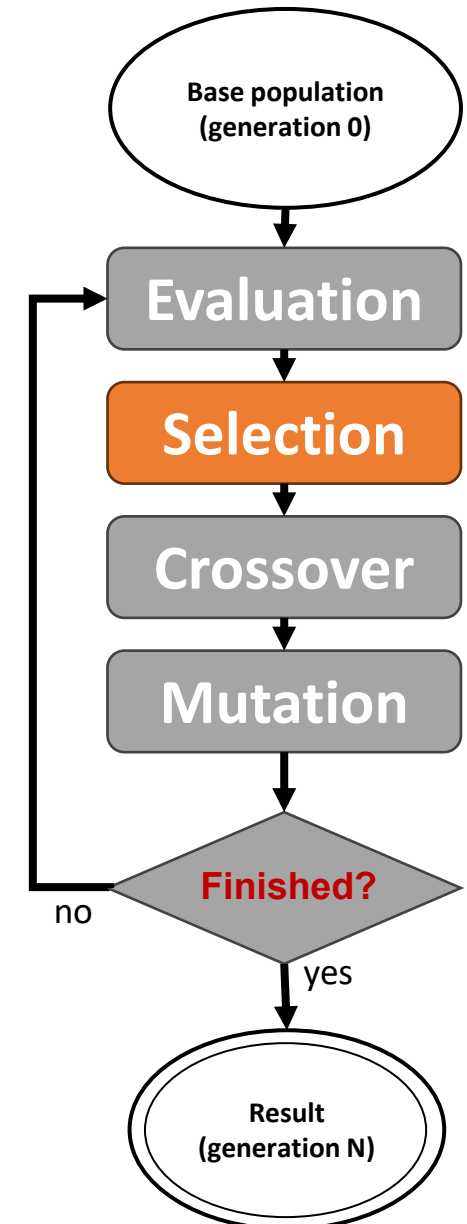 Base population
(generation 0)
Evaluation
Selection
Crossover
Mutation
Finished?
no
yes
Result
(generation N)